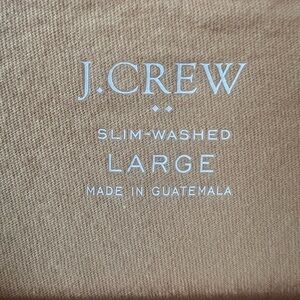 J.CREW
SLIM-WASHED
LARGE
MADE IN GUATEMALA